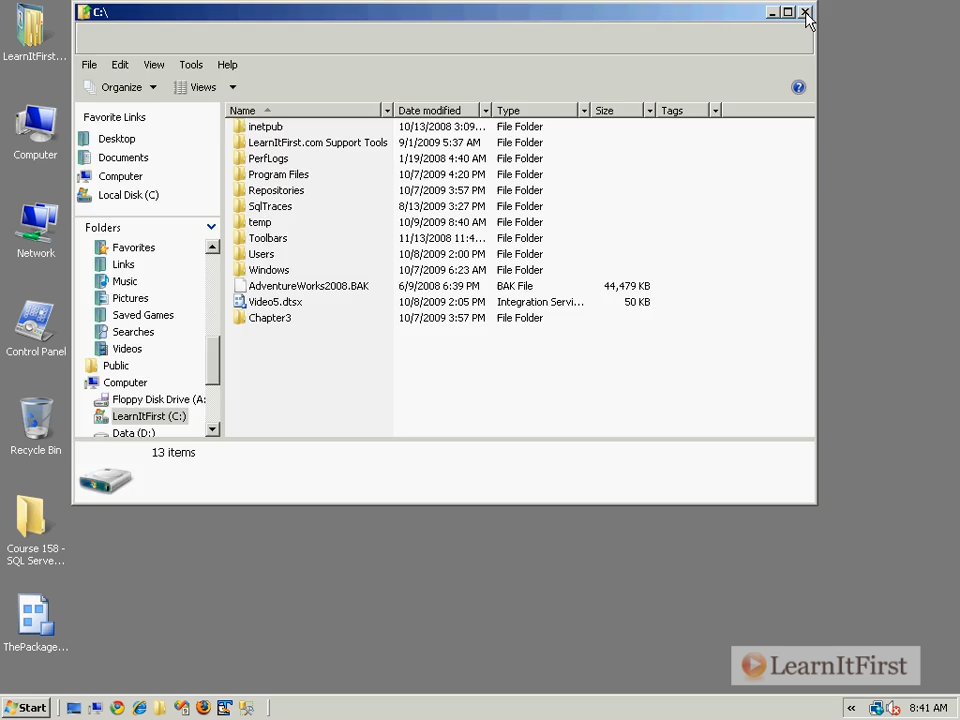 LearnItFirst...
Computer
Network
Control Panel
Recycle Bin
Course 158 -
SQL Serve...
ThePackage...
C:\
File Edit View Tools Help
Organize Views
Favorite Links
Desktop
Documents
Computer
Local Disk (C)
Folders
Favorites
Links
Music
Pictures
Saved Games
Searches
Videos
Public
Computer
Floppy Disk Drive (A:
LearnItFirst (C:)
Data (D:)
Name Date modified Type Size Tags
inetpub 10/13/2008 3:09... File Folder
LearnItFirst.com Support Tools 9/1/2009 5:37 AM File Folder
PerfLogs 1/19/2008 4:40 AM File Folder
Program Files 10/7/2009 4:20 PM File Folder
Repositories 10/7/2009 3:57 PM File Folder
SqlTraces 8/13/2009 3:27 PM File Folder
temp 10/9/2009 8:40 AM File Folder
Toolbars 11/13/2008 11:4... File Folder
Users 10/8/2009 2:00 PM File Folder
Windows 10/7/2009 6:23 AM File Folder
AdventureWorks2008.BAK 6/9/2008 6:39 PM BAK File 44,479 KB
Video5.dtsx 10/8/2009 2:05 PM Integration Servi... 50 KB
Chapter3 10/7/2009 3:57 PM File Folder
13 items
LearnItFirst
Start
« 8:41 AM